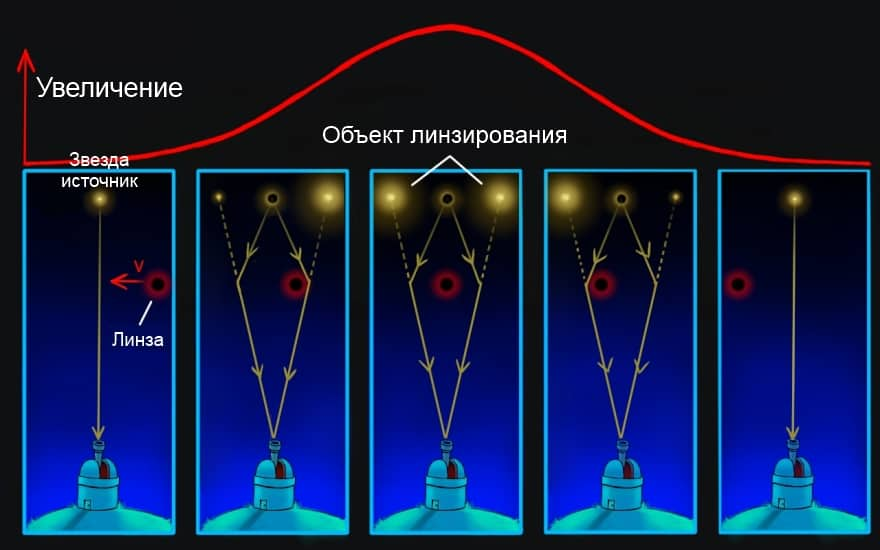 Увеличение
Объект линзирования
Звезда
источник
v
Линза